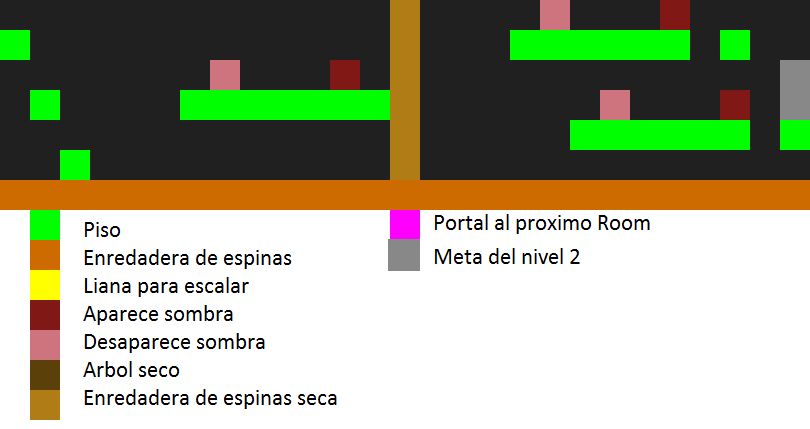 Piso
Enredadera de espinas
Liana para escalar
Aparece sombra
Desaparece sombra
Arbol seco
Enredadera de espinas seca
Portal al proximo Room
Meta del nivel 2